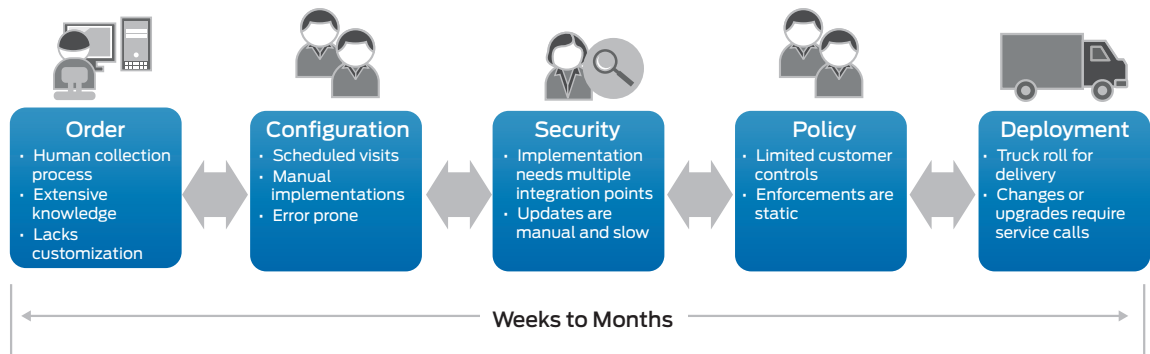 Order
· Human collection
process
· Extensive
knowledge
· Lacks
customization
Configuration
· Scheduled visits
· Manual
implementations
· Error prone
Security
· Implementation
needs multiple
integration points
· Updates are
manual and slow
Policy
· Limited customer
controls
· Enforcements are
static
Deployment
· Truck roll for
delivery
· Changes or
upgrades require
service calls
Weeks to Months